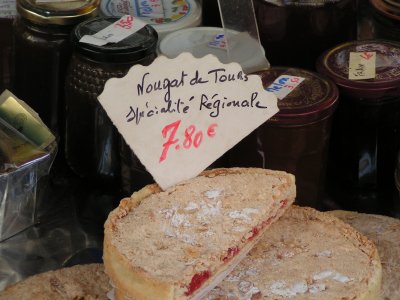 Nougat de Tours
Spécialité Régionale
7.80€